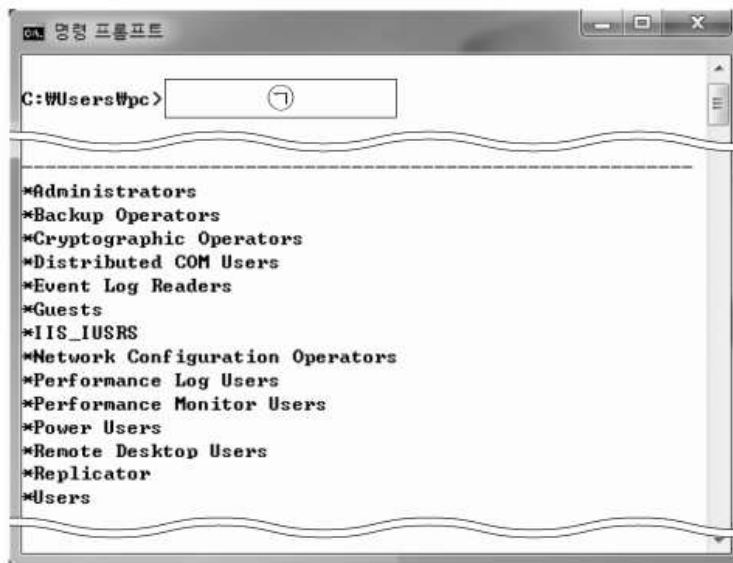 명령 프롬프트
C:₩Users₩pc> ㉠
*Administrators
*Backup Operators
*Cryptographic Operators
*Distributed COM Users
*Event Log Readers
*Guests
*IIS_IUSRS
*Network Configuration Operators
*Performance Log Users
*Performance Monitor Users
*Power Users
*Remote Desktop Users
*Replicator
*Users